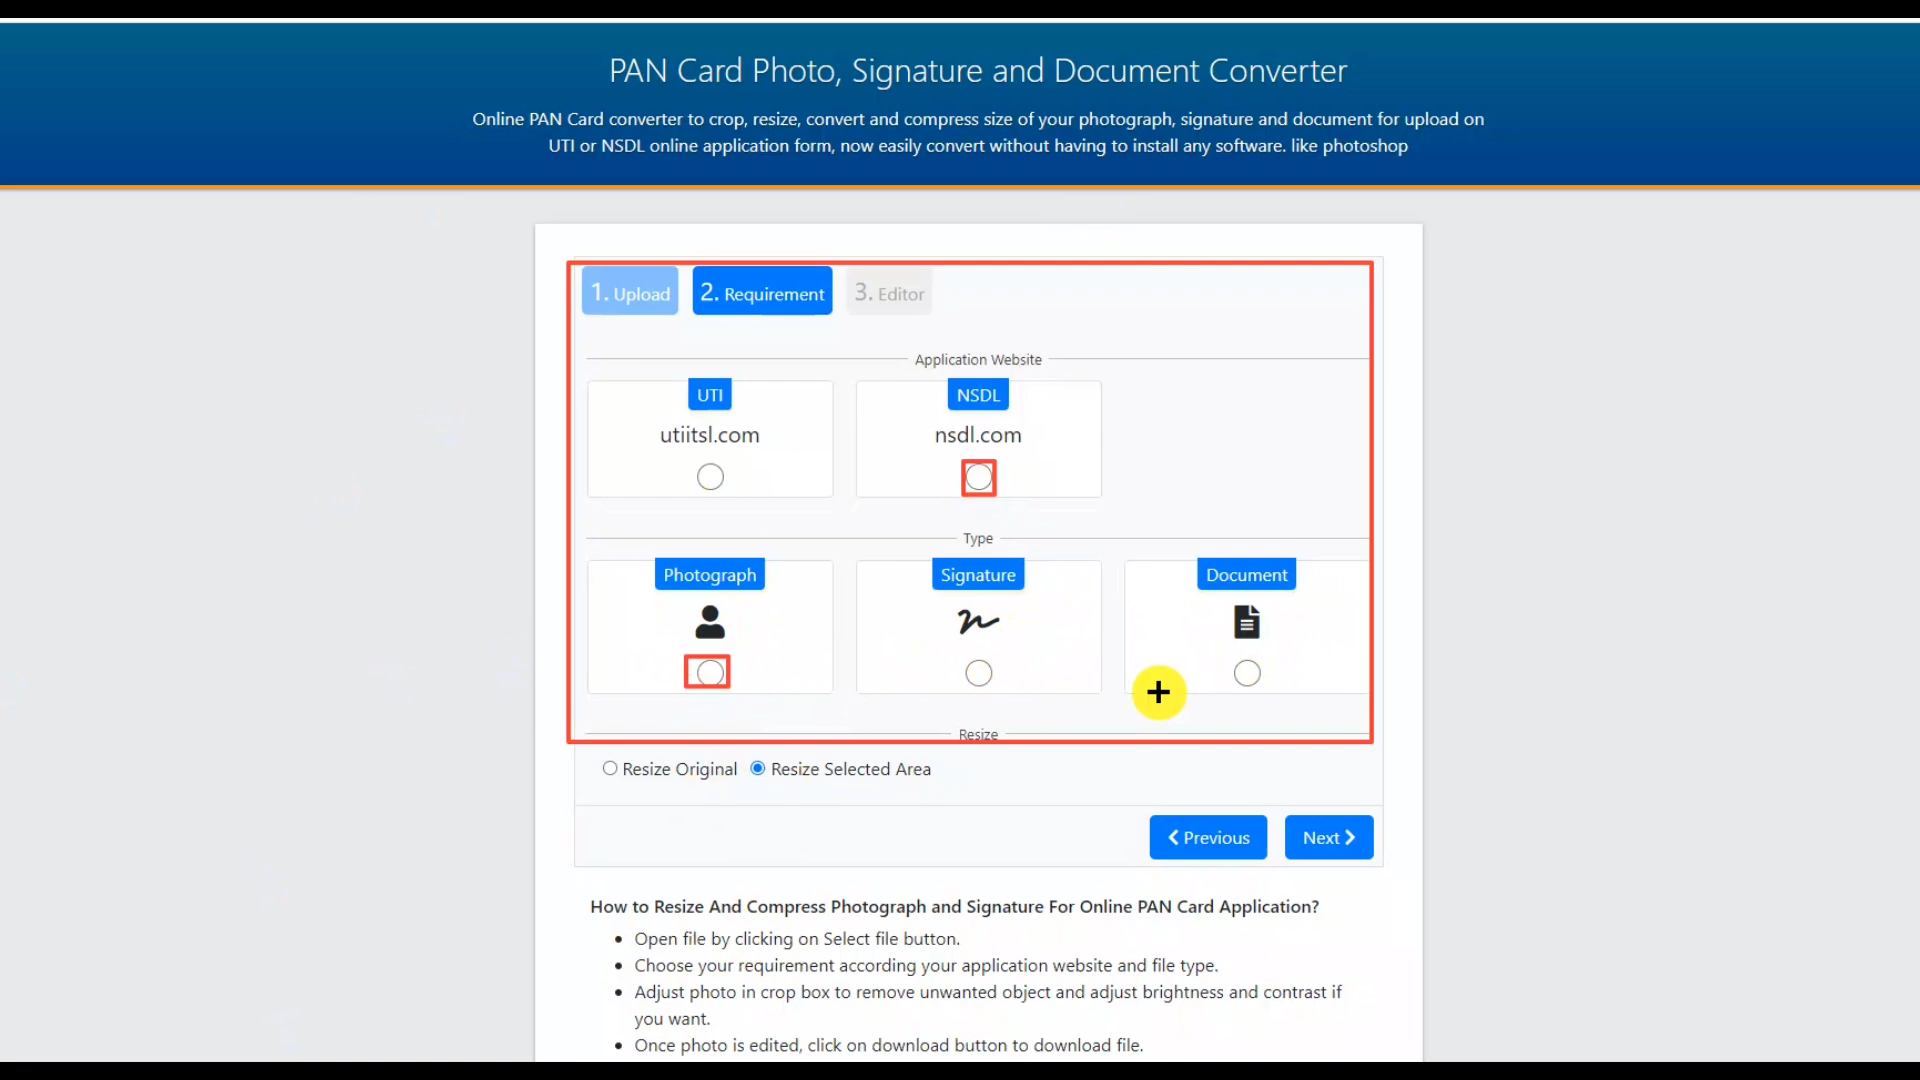 PAN Card Photo, Signature and Document Converter
Online PAN Card converter to crop, resize, convert and compress size of your photograph, signature and document for upload on
UTI or NSDL online application form, now easily convert without having to install any software. like photoshop
1. Upload 2. Requirement 3. Editor
Application Website
UTI NSDL
utiitsl.com nsdl.com
Type
Photograph Signature Document
Resize
Resize Original Resize Selected Area
Previous Next
How to Resize And Compress Photograph and Signature For Online PAN Card Application?
Open file by clicking on Select file button.
Choose your requirement according your application website and file type.
Adjust photo in crop box to remove unwanted object and adjust brightness and contrast if
you want.
Once photo is edited, click on download button to download file.